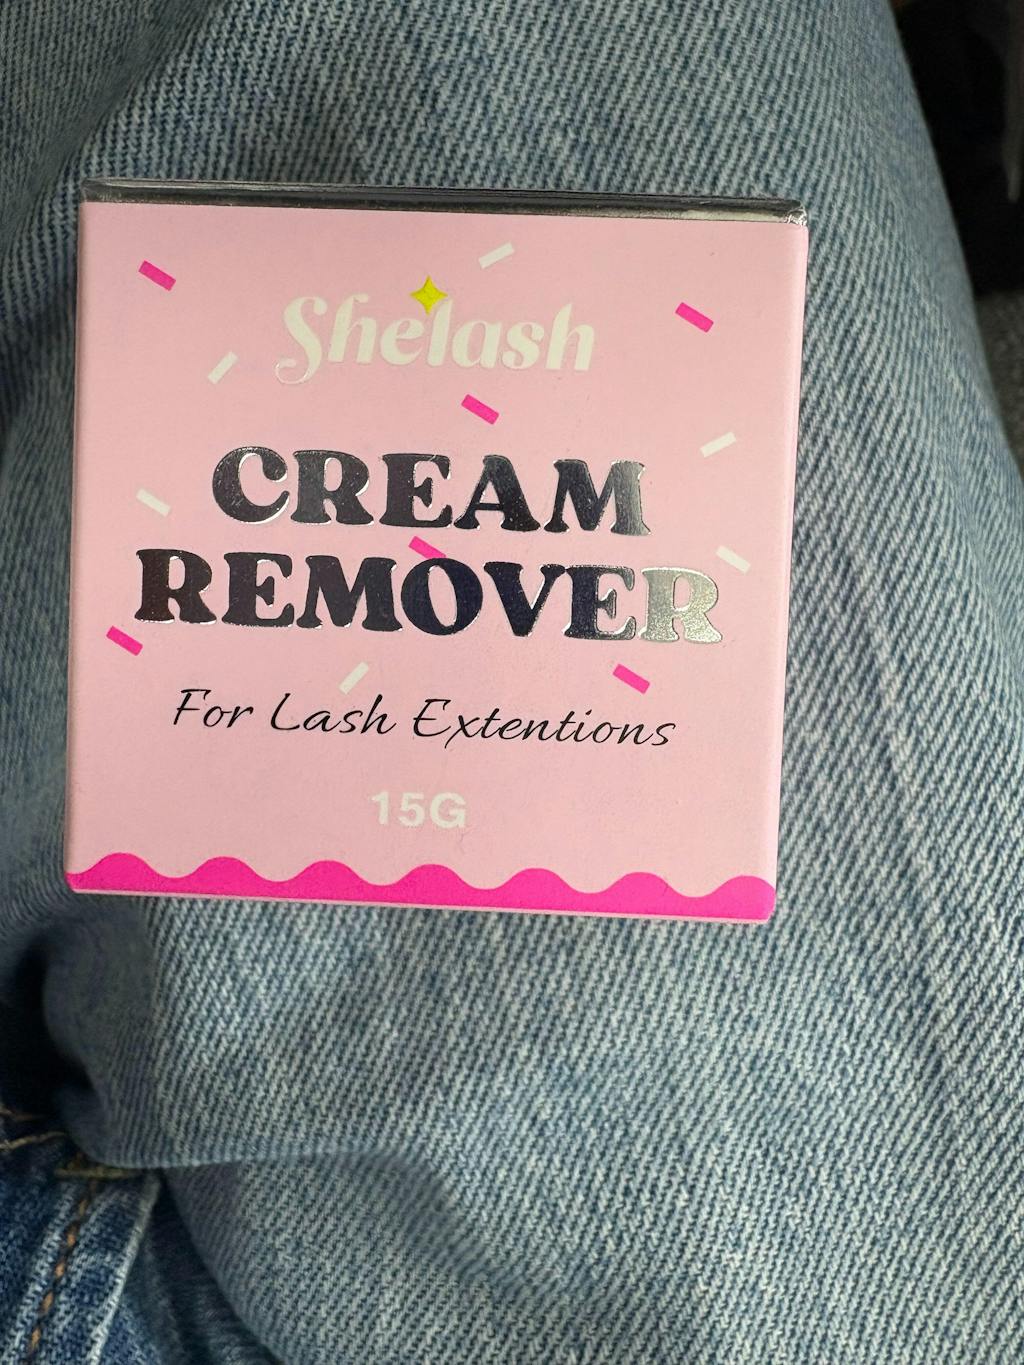 Shelash
CREAM
REMOVER
For Lash Extentions
15G